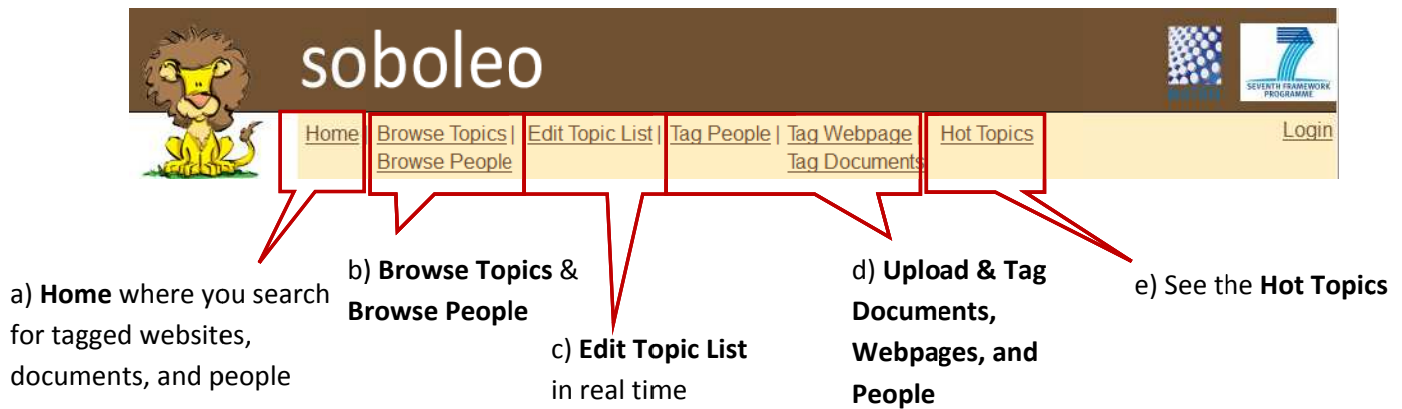 soboleo
SEVENTH FRAMEWORK
PROGRAMME
Home | Browse Topics | Edit Topic List | Tag People | Tag Webpage | Hot Topics Login
Browse People Tag Documents
a) Home where you search
for tagged websites,
documents, and people
b) Browse Topics &
Browse People
c) Edit Topic List
in real time
d) Upload & Tag
Documents,
Webpages, and
People
e) See the Hot Topics